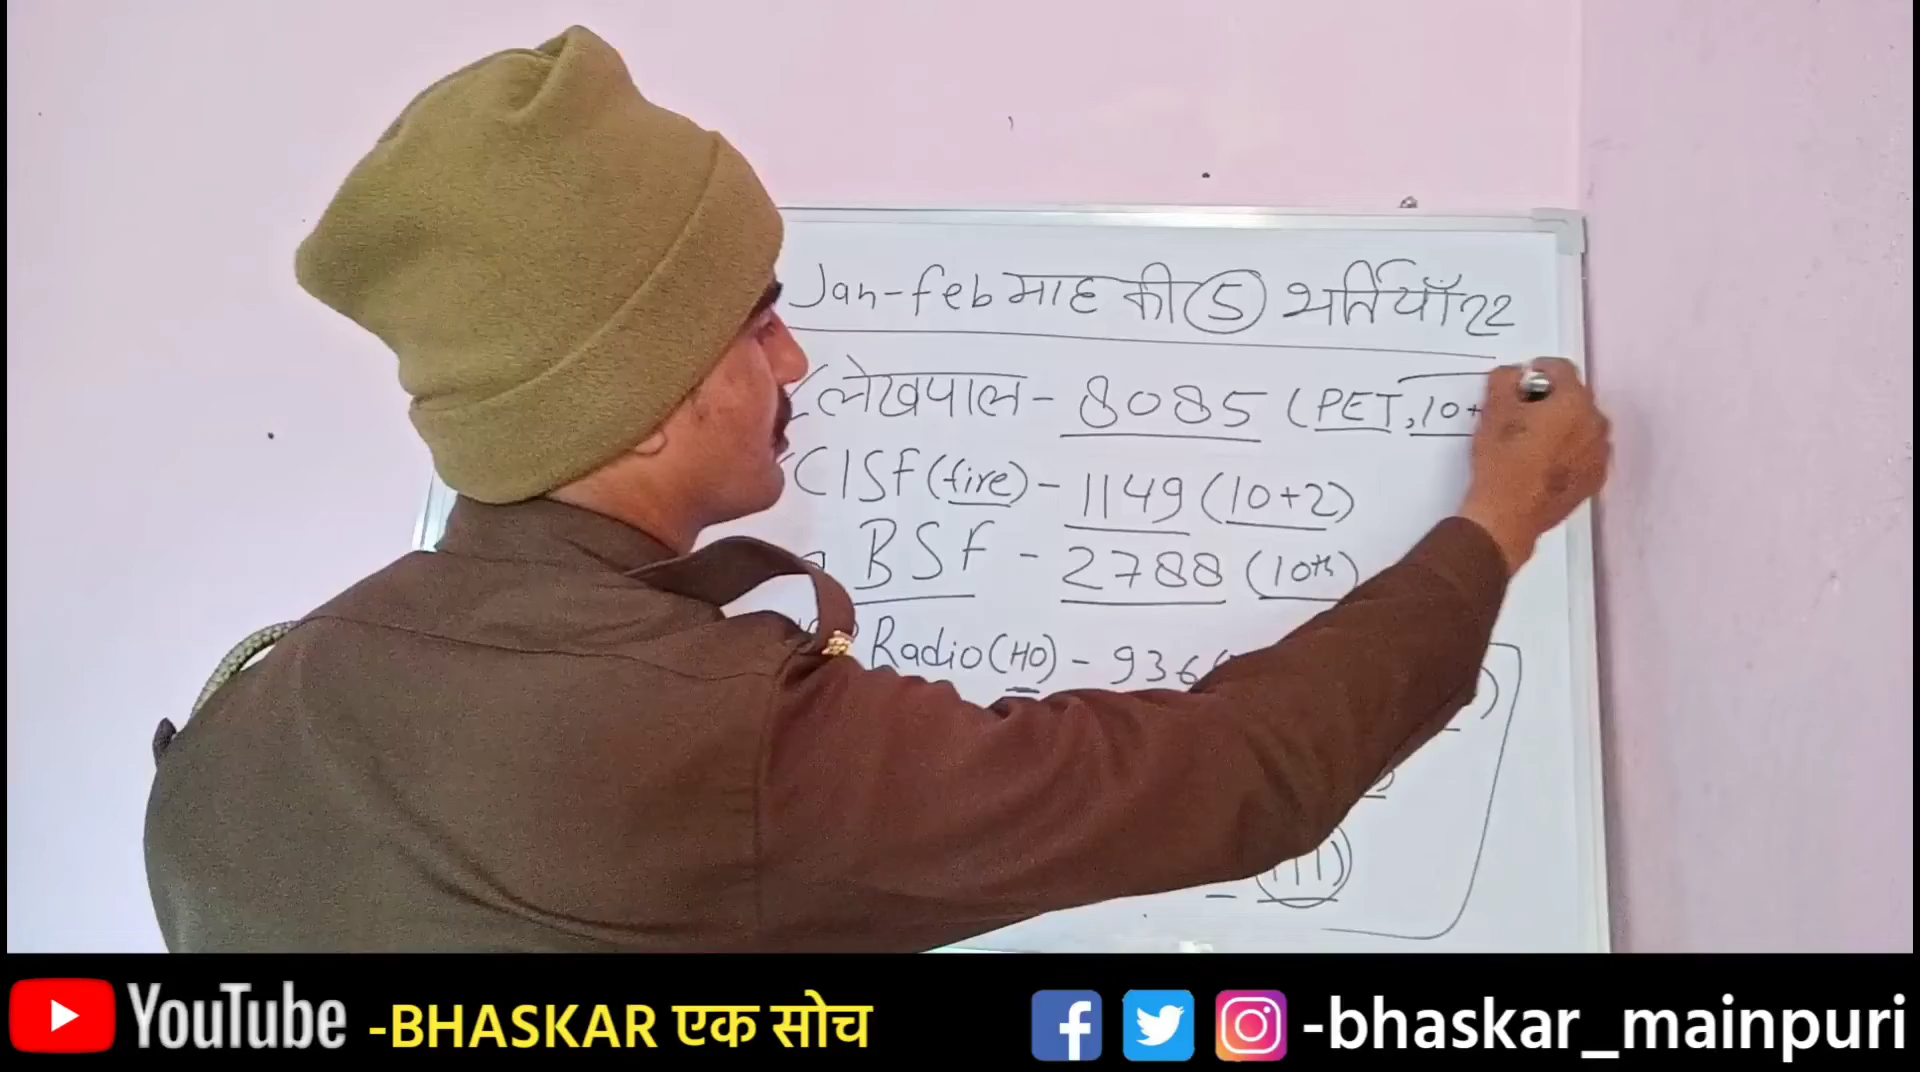 Jan-feb माह की 5 भर्तियाँ 22
लेखपाल - 8085 (PET, 10+
CISF (fire) - 1149 (10+2)
BSF - 2788 (10th)
Radio (HO) - 936
YouTube -BHASKAR एक सोच
-bhaskar_mainpuri